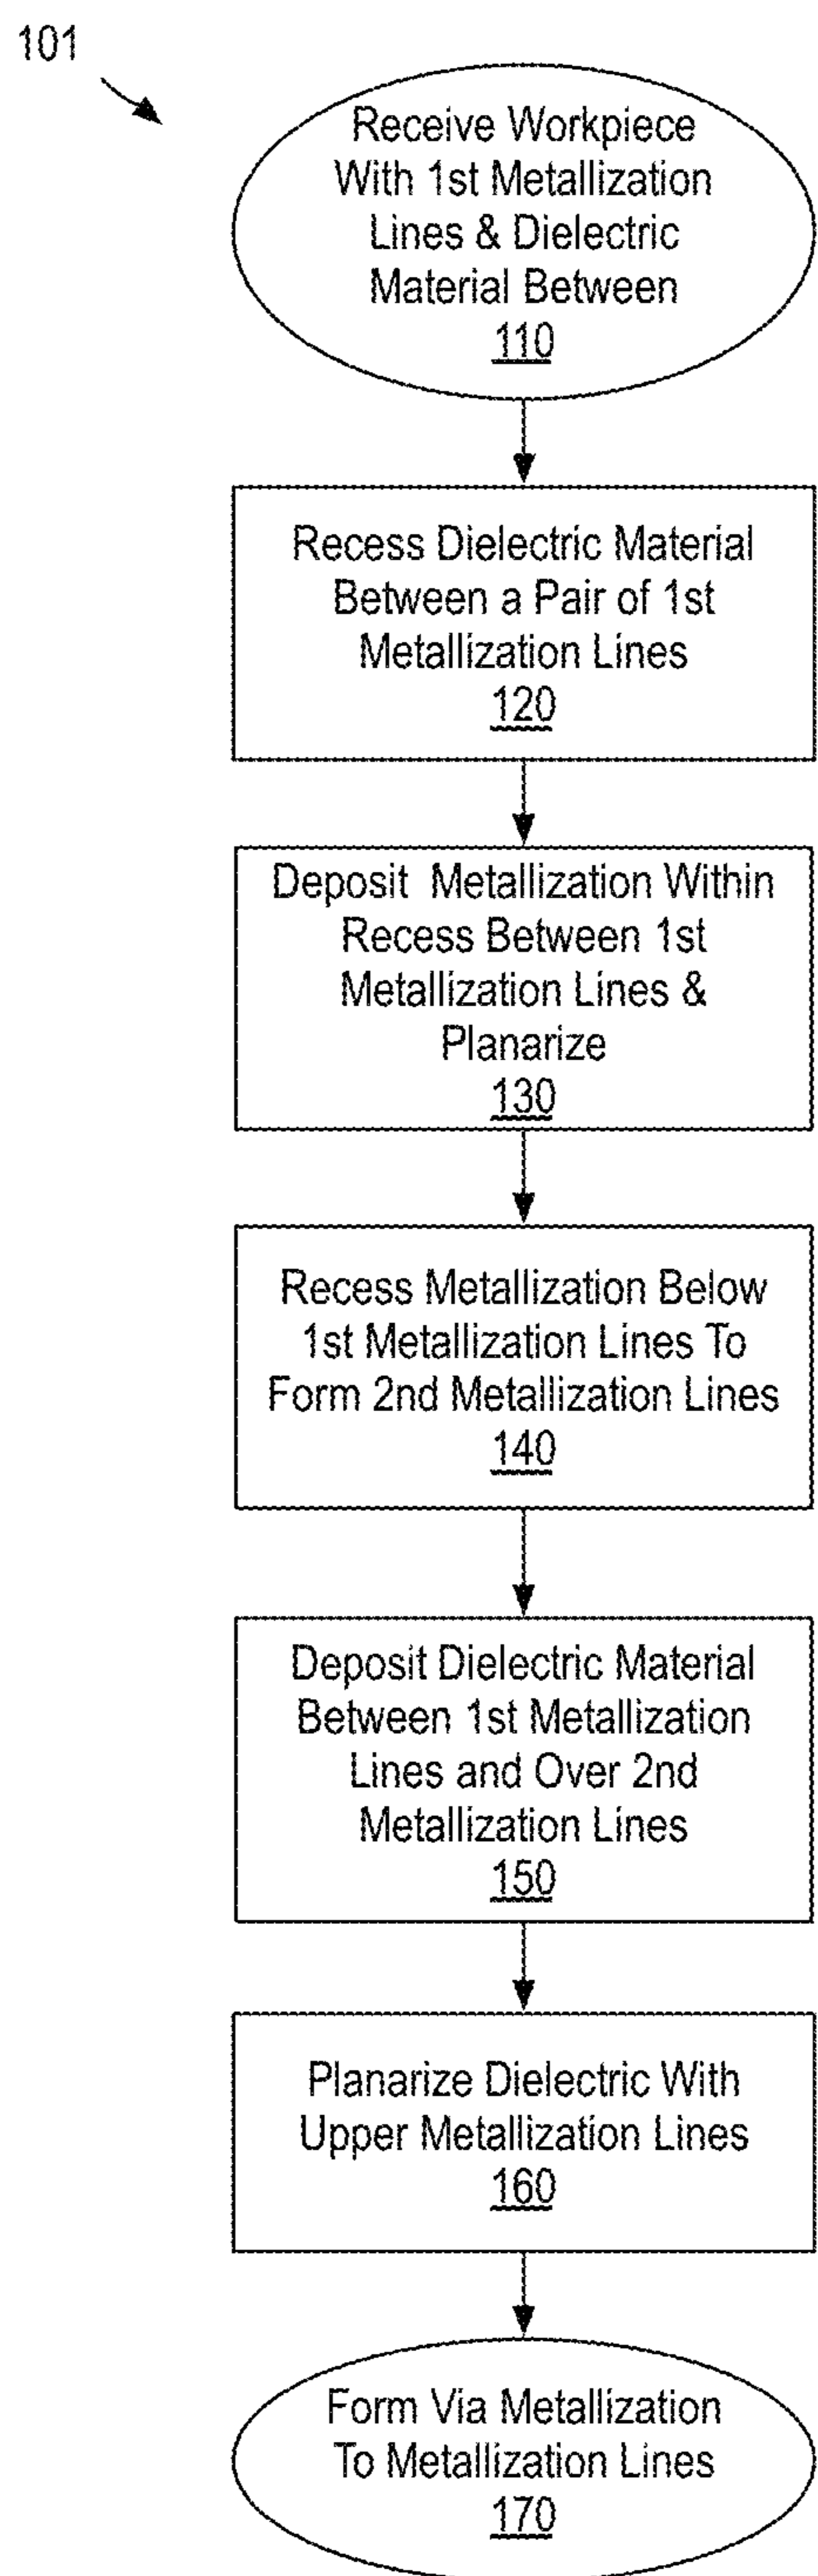 101
Receive Workpiece
With 1st Metallization
Lines & Dielectric
Material Between
110
Recess Dielectric Material
Between a Pair of 1st
Metallization Lines
120
Deposit Metallization Within
Recess Between 1st
Metallization Lines &
Planarize
130
Recess Metallization Below
1st Metallization Lines To
Form 2nd Metallization Lines
140
Deposit Dielectric Material
Between 1st Metallization
Lines and Over 2nd
Metallization Lines
150
Planarize Dielectric With
Upper Metallization Lines
160
Form Via Metallization
To Metallization Lines
170